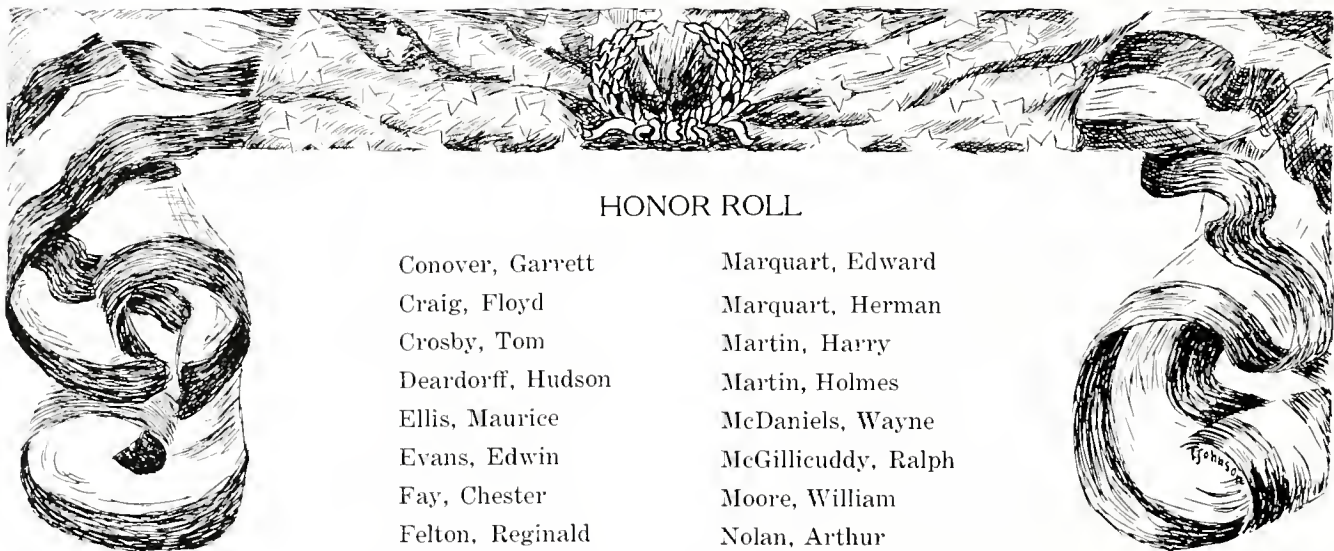 HONOR ROLL
Conover, Garrett
Craig, Floyd
Crosby, Tom
Deardorff, Hudson
Ellis, Maurice
Evans, Edwin
Fay, Chester
Felton, Reginald
Marquart, Edward
Marquart, Herman
Martin, Harry
Martin, Holmes
McDaniels, Wayne
McGillicuddy, Ralph
Moore, William
Nolan, Arthur
TJohnson